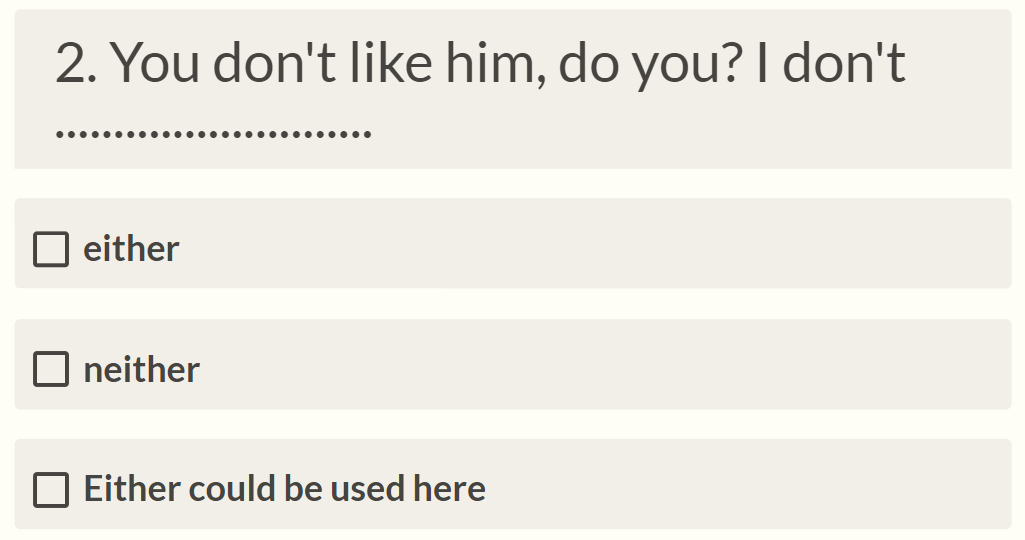 2. You don't like him, do you? I don't
...........................
either
neither
Either could be used here